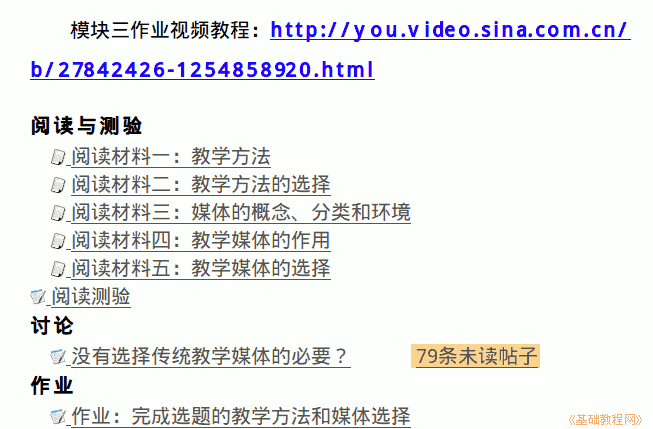 模块三作业视频教程：http://you.video.sina.com.cn/
b/27842426-1254858920.html
阅读与测验
阅读材料一：教学方法
阅读材料二：教学方法的选择
阅读材料三：媒体的概念、分类和环境
阅读材料四：教学媒体的作用
阅读材料五：教学媒体的选择
阅读测验
讨论
没有选择传统教学媒体的必要？ 79条未读帖子
作业
作业：完成选题的教学方法和媒体选择
《基础教程网》